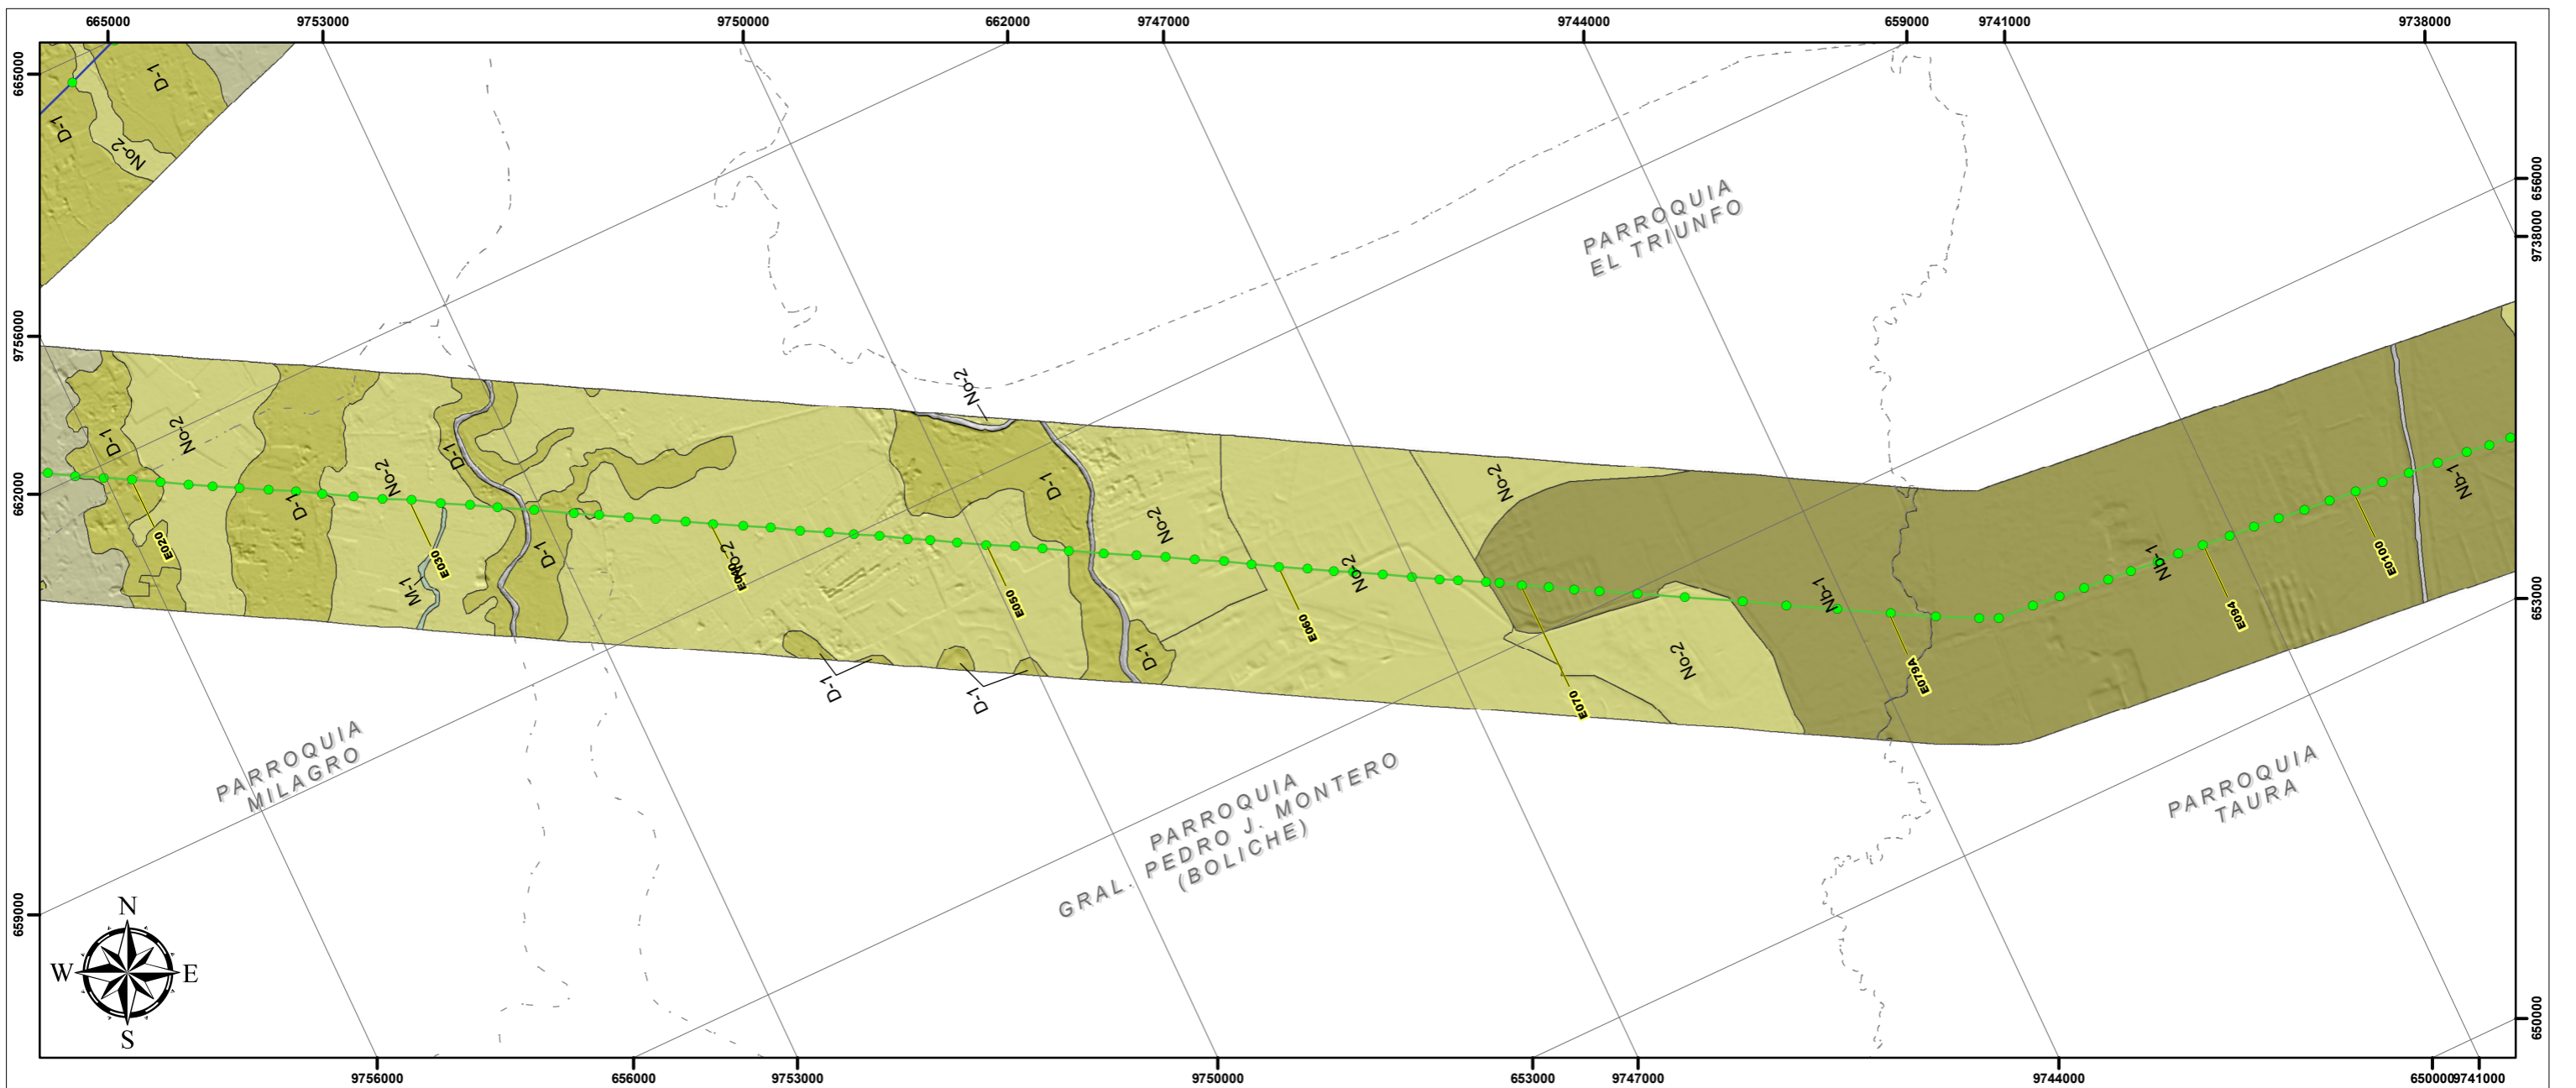 665000
9753000
9750000
662000
9747000
9744000
659000
9741000
9738000
665000
9756000
662000
659000
656000
9738000
653000
650000
D-1
D-1
No-2
D-1
No-2
E020
D-1
No-2
E030
M-1
D-1
D-1
No-2
D-1
D-1
No-2
E050
D-1
D-1
No-2
E060
No-2
No-2
E070
No-2
Nb-1
E079A
Nb-1
E094
E0100
Nb-1
PARROQUIA
EL TRIUNFO
PARROQUIA
MILAGRO
PARROQUIA
GRAL. PEDRO J. MONTERO
(BOLICHE)
PARROQUIA
TAURA
N
W
E
S
9756000
656000
9753000
9750000
653000
9747000
9744000
650000
9741000